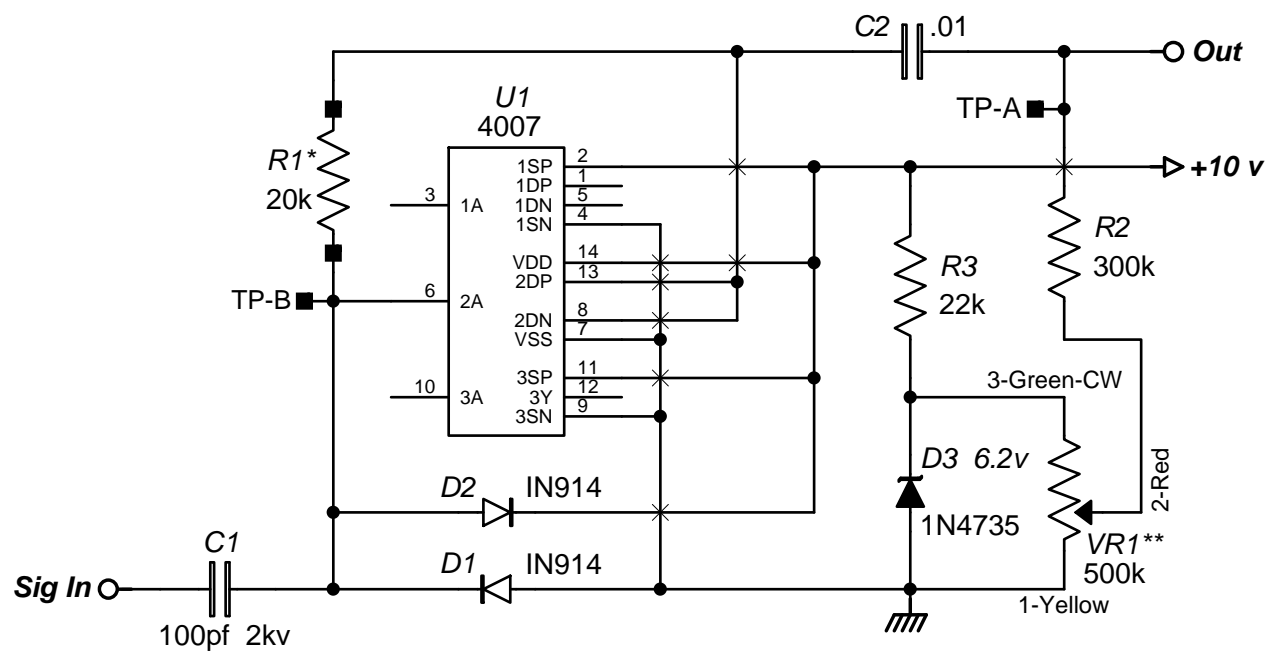 C2 .01
Out
U1
4007
TP-A
R1*
20k
2
1SP
+10 v
1
1DP
3
1A
5
1DN
4
1SN
R2
300k
14
VDD
R3
22k
13
2DP
TP-B
6
2A
8
2DN
7
VSS
11
3SP
3-Green-CW
10
3A
12
3Y
9
3SN
D3 6.2v
2-Red
D2 IN914
1N4735
C1
VR1**
500k
D1 IN914
Sig In
1-Yellow
100pf 2kv